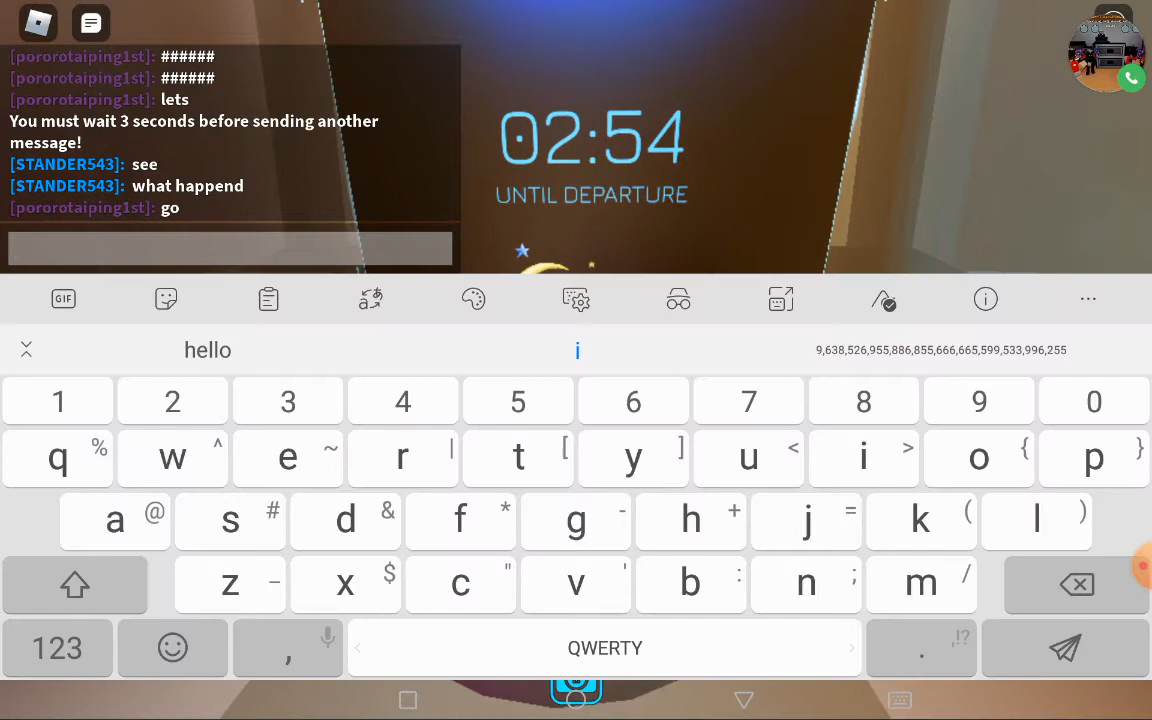 [pororotaiping1st]: ######
[pororotaiping1st]: ######
[pororotaiping1st]: lets
You must wait 3 seconds before sending another
message!
[STANDER543]: see
[STANDER543]: what happend
[pororotaiping1st]: go
02:54
UNTIL DEPARTURE
GIF
hello i 9,638,526,955,886,855,666,665,599,533,996,255
1 2 3 4 5 6 7 8 9 0
q % w ^ e ~ r | t [ y ] u < i > o { p }
a @ s # d & f * g - h + j = k ( l )
z _ x $ c " v ' b : n ; m /
123 , QWERTY . ,!?